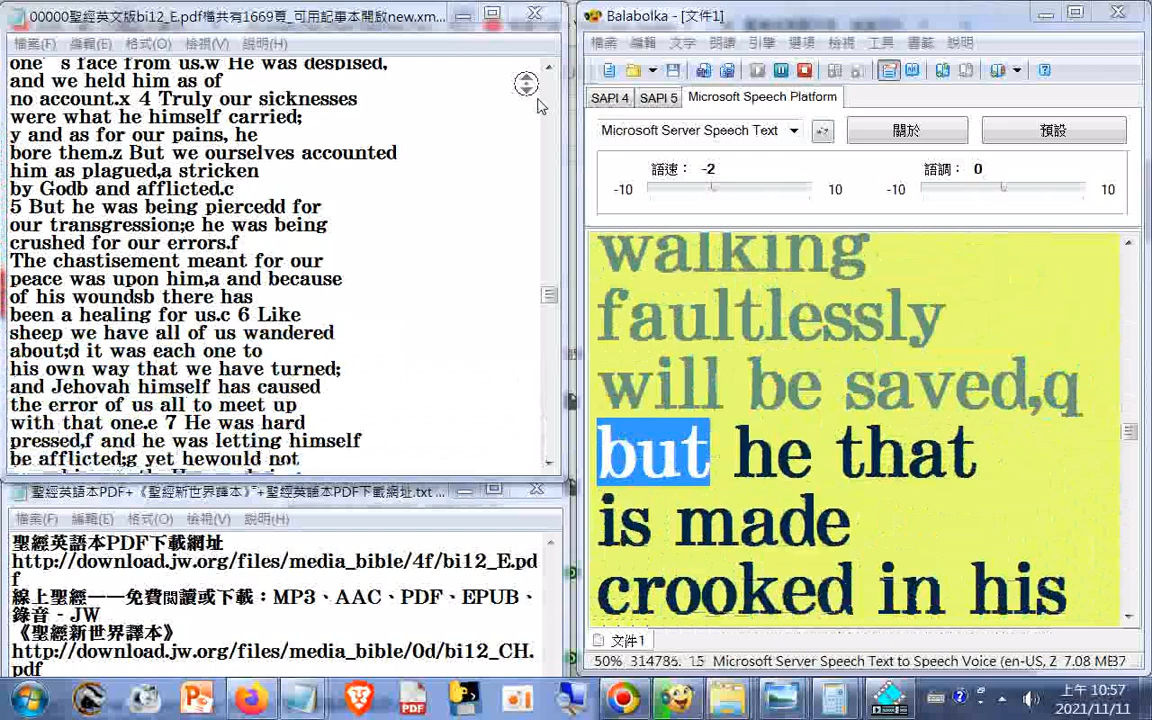 00000聖經英文版bi12_E.pdf檔共有1669頁_可用記事本開啟new.xm...
檔案(F) 編輯(E) 格式(O) 檢視(V) 說明(H)
one's face from us.w He was despised,
and we held him as of
no account.x 4 Truly our sicknesses
were what he himself carried;
y and as for our pains, he
bore them.z But we ourselves accounted
him as plagued,a stricken
by Godb and afflicted.c
5 But he was being piercedd for
our transgression;e he was being
crushed for our errors.f
The chastisement meant for our
peace was upon him,a and because
of his woundsb there has
been a healing for us.c 6 Like
sheep we have all of us wandered
about;d it was each one to
his own way that we have turned;
and Jehovah himself has caused
the error of us all to meet up
with that one.e 7 He was hard
pressed,f and he was letting himself
be afflicted;g yet hewould not
聖經英語本PDF+《聖經新世界譯本》"+聖經英語本PDF下載網址.txt ...
檔案(F) 編輯(E) 格式(O) 檢視(V) 說明(H)
聖經英語本PDF下載網址
http://download.jw.org/files/media_bible/4f/bi12_E.pd
f
線上聖經——免費閱讀或下載：MP3、AAC、PDF、EPUB、
錄音 - JW
《聖經新世界譯本》
http://download.jw.org/files/media_bible/0d/bi12_CH.
pdf
Balabolka - [文件1]
檔案 編輯 文字 朗讀 引擎 選項 檢視 工具 書籤 說明
SAPI 4 SAPI 5 Microsoft Speech Platform
Microsoft Server Speech Text 關於 預設
語速： -2 語調： 0
-10 10 -10 10
walking
faultlessly
will be saved,q
but he that
is made
crooked in his
文件1
50% 314786: 15 Microsoft Server Speech Text to Speech Voice (en-US, Z 7.08 MB37
上午 10:57
2021/11/11